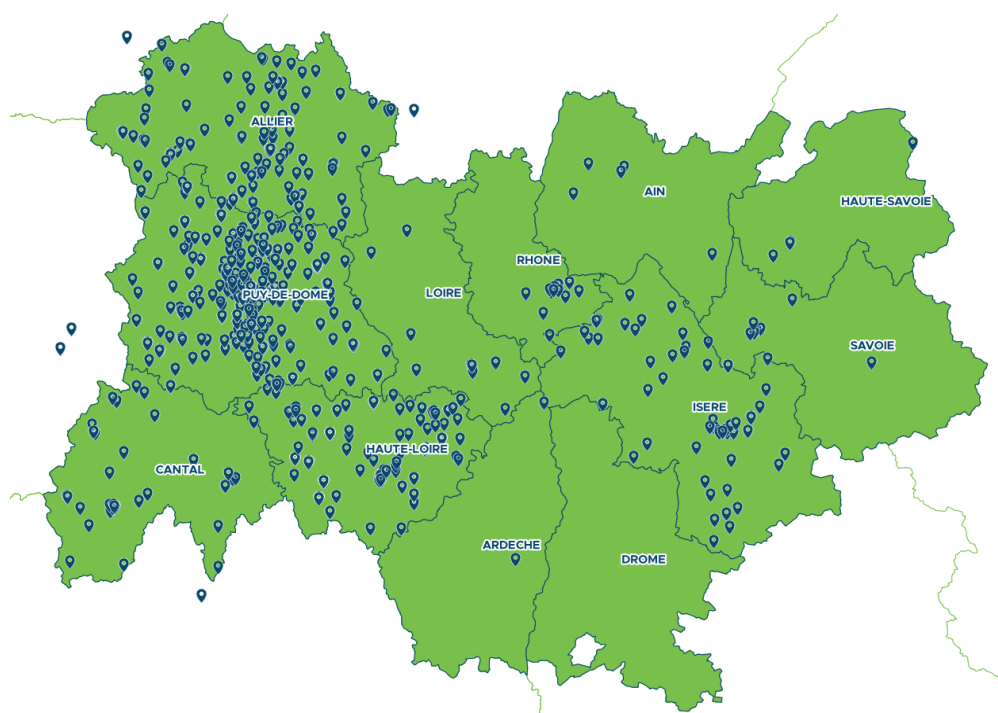 ALLIER
AIN
HAUTE-SAVOIE
RHONE
PUY-DE-DOME
LOIRE
SAVOIE
ISERE
HAUTE-LOIRE
CANTAL
ARDECHE
DROME